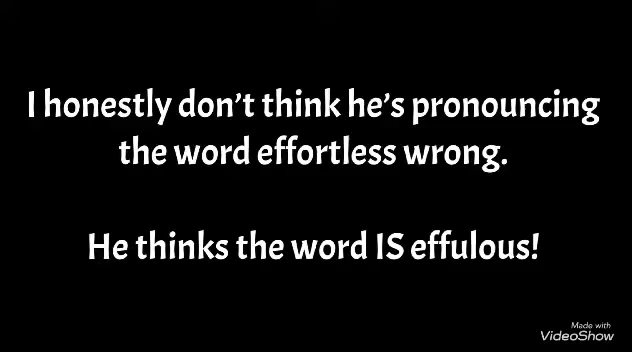 I honestly don’t think he’s pronouncing
the word effortless wrong.
He thinks the word IS effulous!
Made with
VideoShow